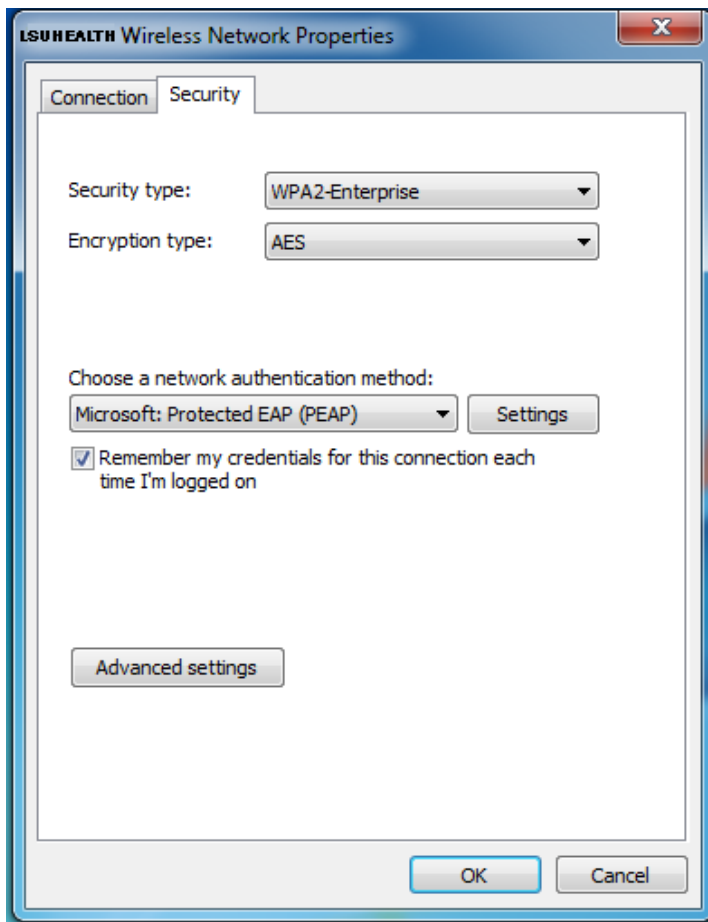 LSUHEALTH Wireless Network Properties
X
Connection Security
Security type: WPA2-Enterprise
Encryption type: AES
Choose a network authentication method:
Microsoft: Protected EAP (PEAP) Settings
Remember my credentials for this connection each
time I'm logged on
Advanced settings
OK Cancel